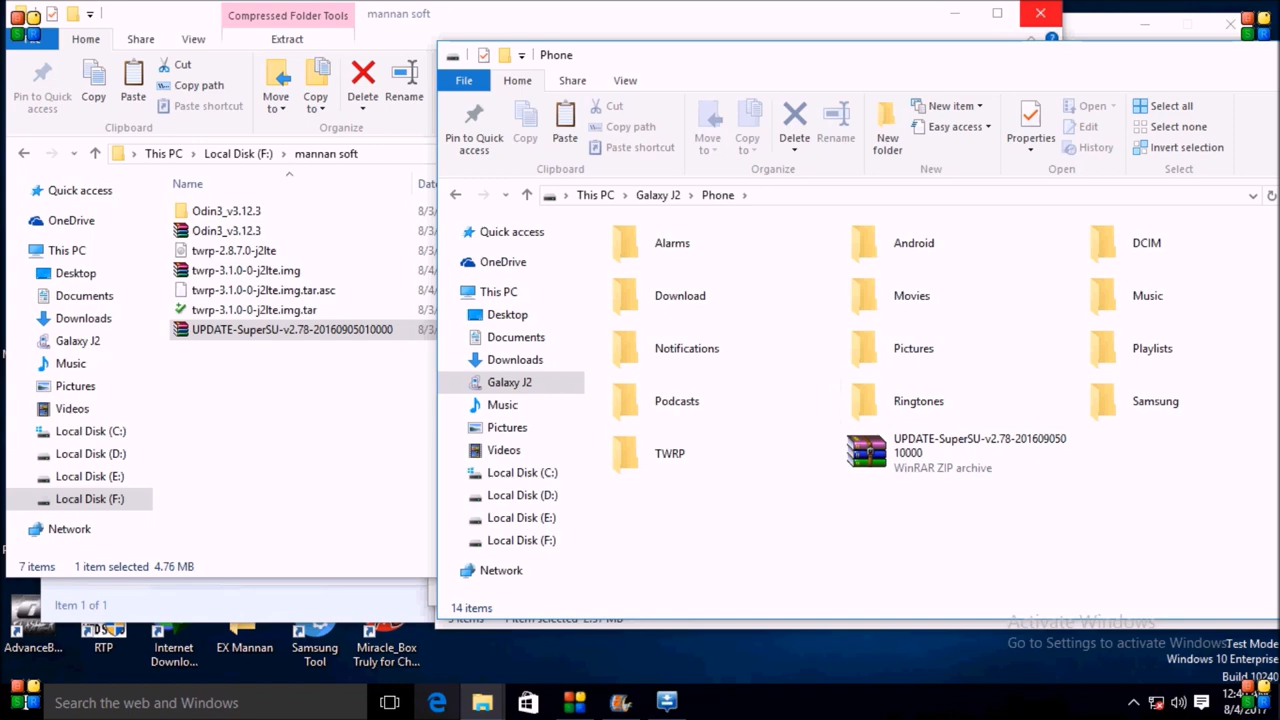 Compressed Folder Tools
mannan soft
Home
Share
View
Extract
Pin to Quick access
Copy
Paste
Cut
Copy path
Paste shortcut
Clipboard
Move to
Copy to
Delete
Rename
Organize
This PC
Local Disk (F:)
mannan soft
Name
Quick access
OneDrive
This PC
Desktop
Documents
Downloads
Galaxy J2
Music
Pictures
Videos
Local Disk (C:)
Local Disk (D:)
Local Disk (E:)
Local Disk (F:)
Network
Odin3_v3.12.3
Odin3_v3.12.3
twrp-2.8.7.0-j2lte
twrp-3.1.0-0-j2lte.img
twrp-3.1.0-0-j2lte.img.tar.asc
twrp-3.1.0-0-j2lte.img.tar
UPDATE-SuperSU-v2.78-20160905010000
7 items
1 item selected 4.76 MB
Item 1 of 1
Phone
File
Home
Share
View
Pin to Quick access
Copy
Paste
Cut
Copy path
Paste shortcut
Clipboard
Move to
Copy to
Delete
Rename
Organize
New folder
New item
Easy access
New
Properties
Open
Edit
History
Open
Select all
Select none
Invert selection
Select
This PC
Galaxy J2
Phone
Quick access
OneDrive
This PC
Desktop
Documents
Downloads
Galaxy J2
Music
Pictures
Videos
Local Disk (C:)
Local Disk (D:)
Local Disk (E:)
Local Disk (F:)
Network
Alarms
Android
DCIM
Download
Movies
Music
Notifications
Pictures
Playlists
Podcasts
Ringtones
Samsung
TWRP
UPDATE-SuperSU-v2.78-201609050
10000
WinRAR ZIP archive
14 items
Activate Windows
Go to Settings to activate Windows.
Test Mode
Windows 10 Enterprise
Build 10240
AdvanceB...
RTP
Internet
Downlo...
EX Mannan
Samsung
Tool
Miracle_Box
Truly for Ch...
Search the web and Windows
8/4/2017